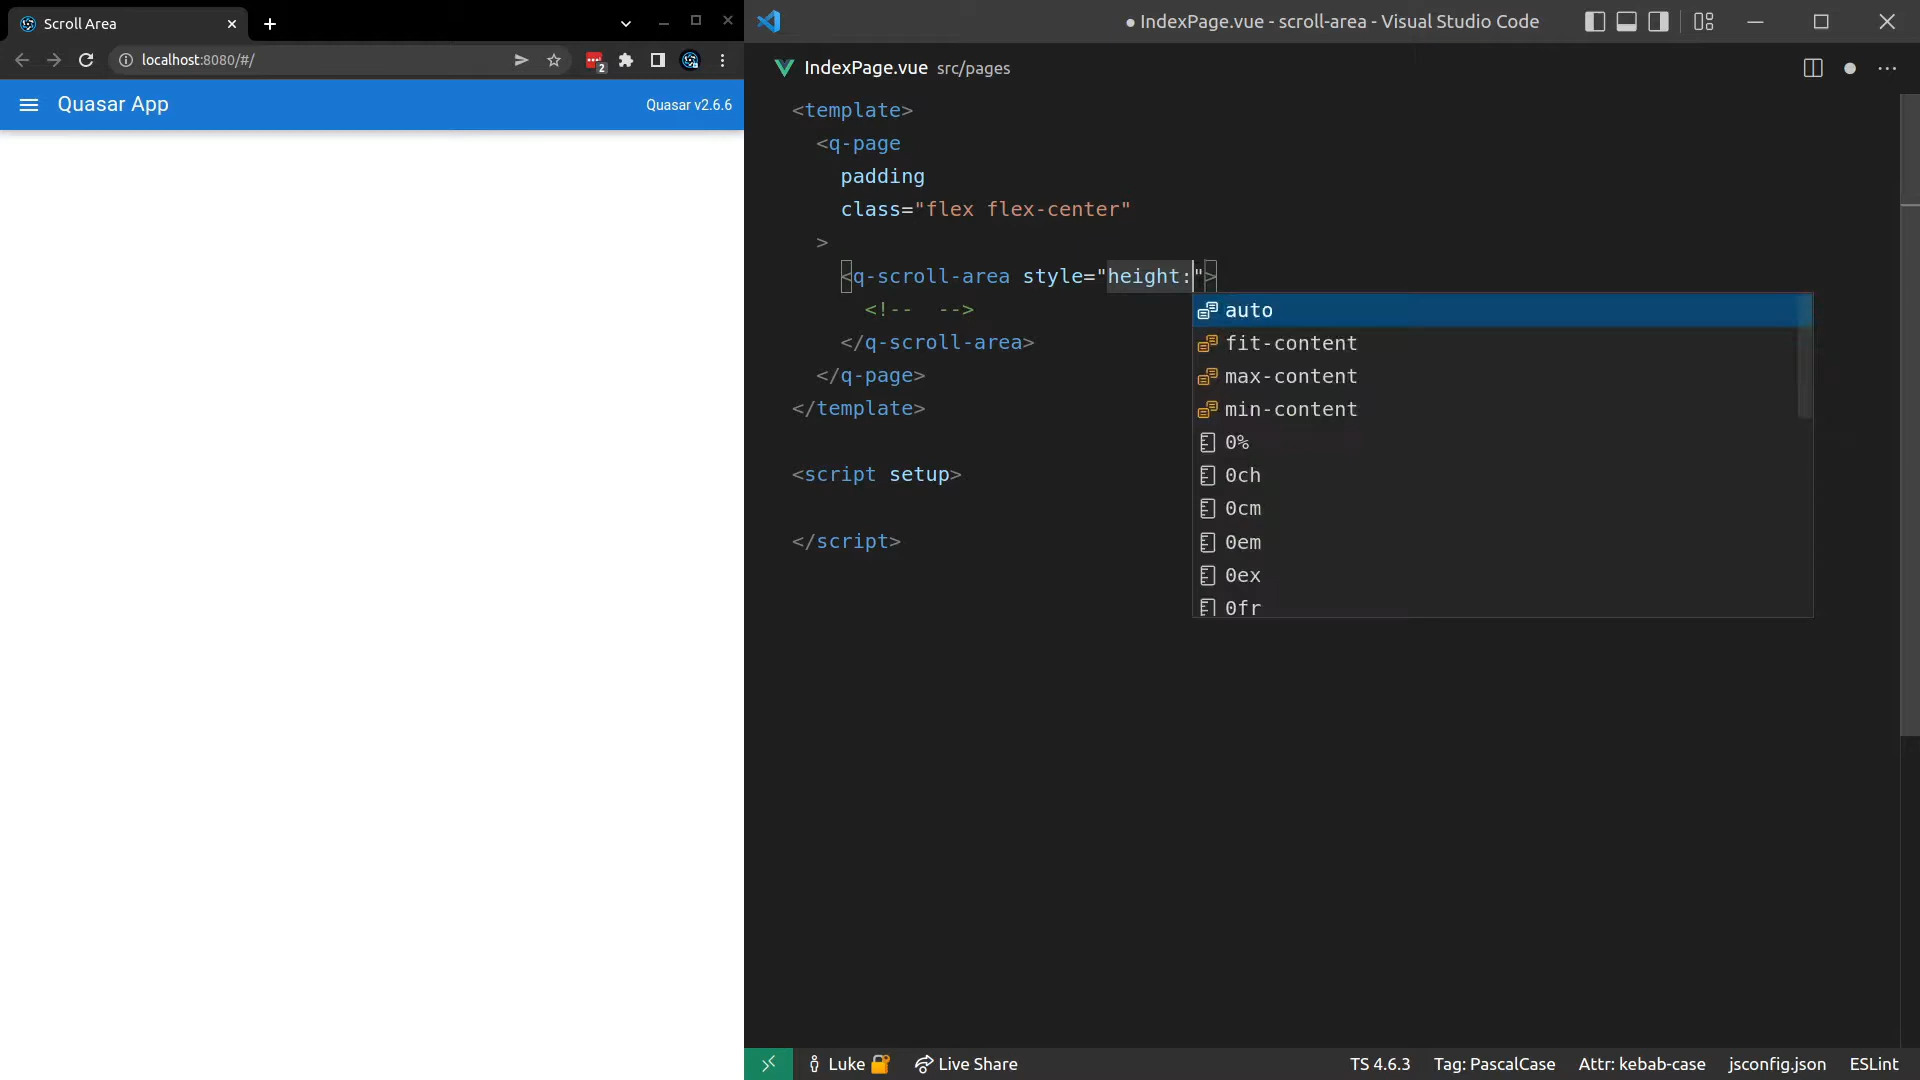 Scroll Area
localhost:8080/#/
2
Quasar App
Quasar v2.6.6
● IndexPage.vue - scroll-area - Visual Studio Code
IndexPage.vue src/pages
<template>
<q-page
padding
class="flex flex-center"
>
<q-scroll-area style="height:">
<!--  -->
</q-scroll-area>
</q-page>
</template>
<script setup>
</script>
auto
fit-content
max-content
min-content
0%
0ch
0cm
0em
0ex
0fr
Luke
Live Share
TS 4.6.3
Tag: PascalCase
Attr: kebab-case
jsconfig.json
ESLint